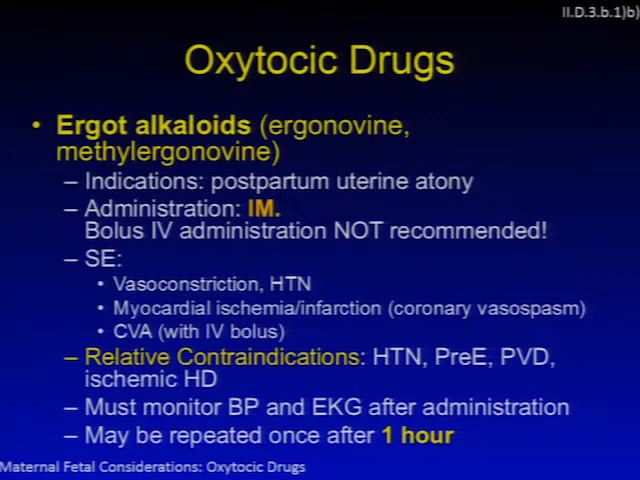 II.D.3.b.1)b)
Oxytocic Drugs
• Ergot alkaloids (ergonovine,
methylergonovine)
– Indications: postpartum uterine atony
– Administration: IM.
Bolus IV administration NOT recommended!
– SE:
• Vasoconstriction, HTN
• Myocardial ischemia/infarction (coronary vasospasm)
• CVA (with IV bolus)
– Relative Contraindications: HTN, PreE, PVD,
ischemic HD
– Must monitor BP and EKG after administration
– May be repeated once after 1 hour
Maternal Fetal Considerations: Oxytocic Drugs